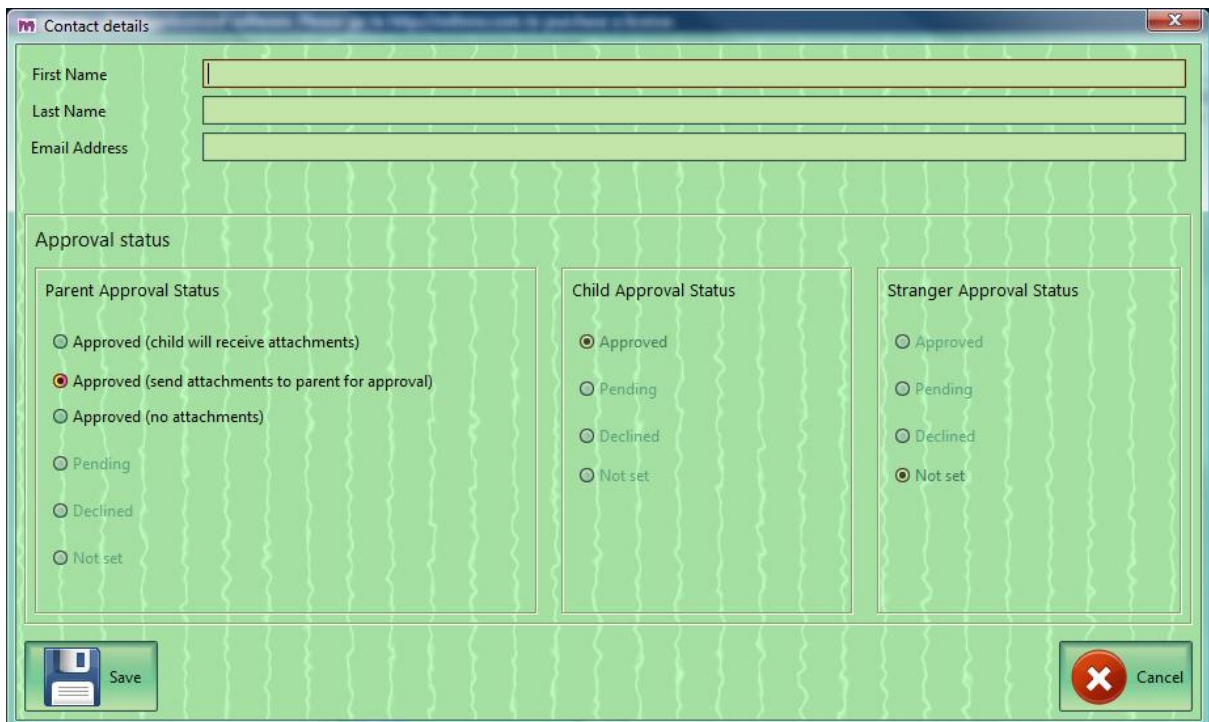 Contact details
First Name
Last Name
Email Address
Approval status
Parent Approval Status
Approved (child will receive attachments)
Approved (send attachments to parent for approval)
Approved (no attachments)
Pending
Declined
Not set
Child Approval Status
Approved
Pending
Declined
Not set
Stranger Approval Status
Approved
Pending
Declined
Not set
Save
Cancel